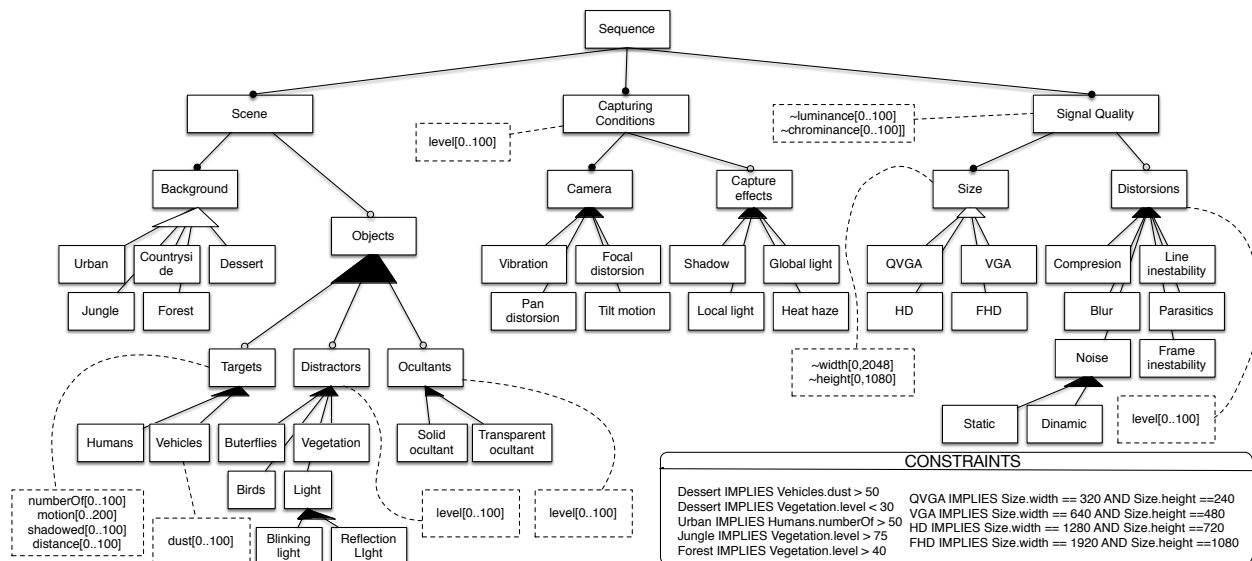 Sequence
Scene
Capturing
Conditions
Signal Quality
~luminance[0..100]
~chrominance[0..100]]
level[0..100]
Background
Objects
Camera
Capture
effects
Size
Distorsions
Urban
Countrysi
de
Dessert
Jungle
Forest
Vibration
Focal
distorsion
Pan
distorsion
Tilt motion
Shadow
Global light
Local light
Heat haze
QVGA
VGA
HD
FHD
Compresion
Line
inestability
Blur
Parasitics
Noise
Frame
inestability
Static
Dinamic
~width[0,2048]
~height[0,1080]
level[0..100]
Targets
Distractors
Ocultants
Humans
Vehicles
Buterflies
Vegetation
Solid
ocultant
Transparent
ocultant
Birds
Light
Blinking
light
Reflection
LIght
numberOf[0..100]
motion[0..200]
shadowed[0..100]
distance[0..100]
dust[0..100]
level[0..100]
level[0..100]
CONSTRAINTS
Dessert IMPLIES Vehicles.dust > 50
Dessert IMPLIES Vegetation.level < 30
Urban IMPLIES Humans.numberOf > 50
Jungle IMPLIES Vegetation.level > 75
Forest IMPLIES Vegetation.level > 40
QVGA IMPLIES Size.width == 320 AND Size.height ==240
VGA IMPLIES Size.width == 640 AND Size.height ==480
HD IMPLIES Size.width == 1280 AND Size.height ==720
FHD IMPLIES Size.width == 1920 AND Size.height ==1080